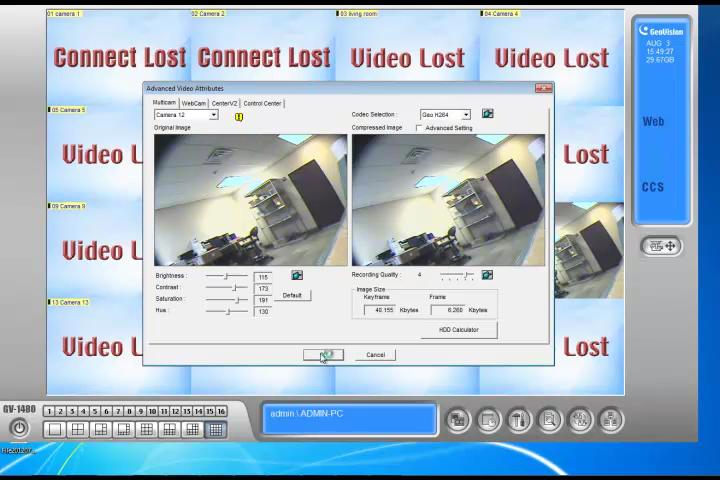 01 camera 1
02 Camera 2
03 living room
04 Camera 4
Connect Lost
Connect Lost
Video Lost
Video Lost
GeoVision
AUG 3
15:49:27
29.67GB
Web
CCS
05 Camera 5
Video L
Lost
09 Camera 9
Video L
13 Camera 13
Video L
Lost
Advanced Video Attributes
Multicam
WebCam
CenterV2
Control Center
Camera 12
Codec Selection :
Geo H264
Original Image
Compressed Image
Advanced Setting
Brightness :
115
Contrast :
173
Saturation :
191
Hue :
130
Default
Recording Quality :
4
Image Size
Keyframe
Frame
40.155
Kbytes
6.260
Kbytes
HDD Calculator
Cancel
GV-1480
1 2 3 4 5 6 7 8 9 10 11 12 13 14 15 16
admin \ ADMIN-PC